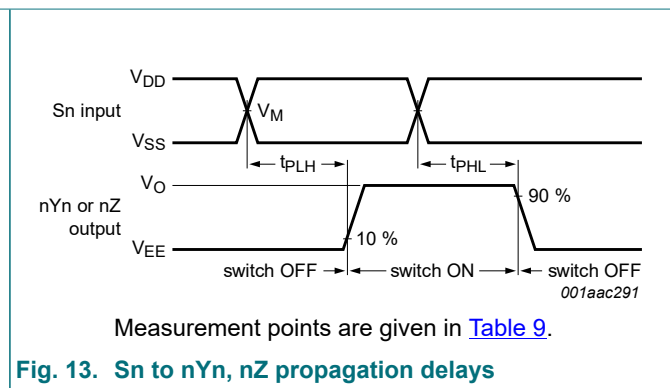 VDD
Sn input
VM
VSS
tPLH
tPHL
VO
nYn or nZ
output
90 %
10 %
VEE
switch OFF
switch ON
switch OFF
001aac291
Measurement points are given in Table 9.
Fig. 13. Sn to nYn, nZ propagation delays